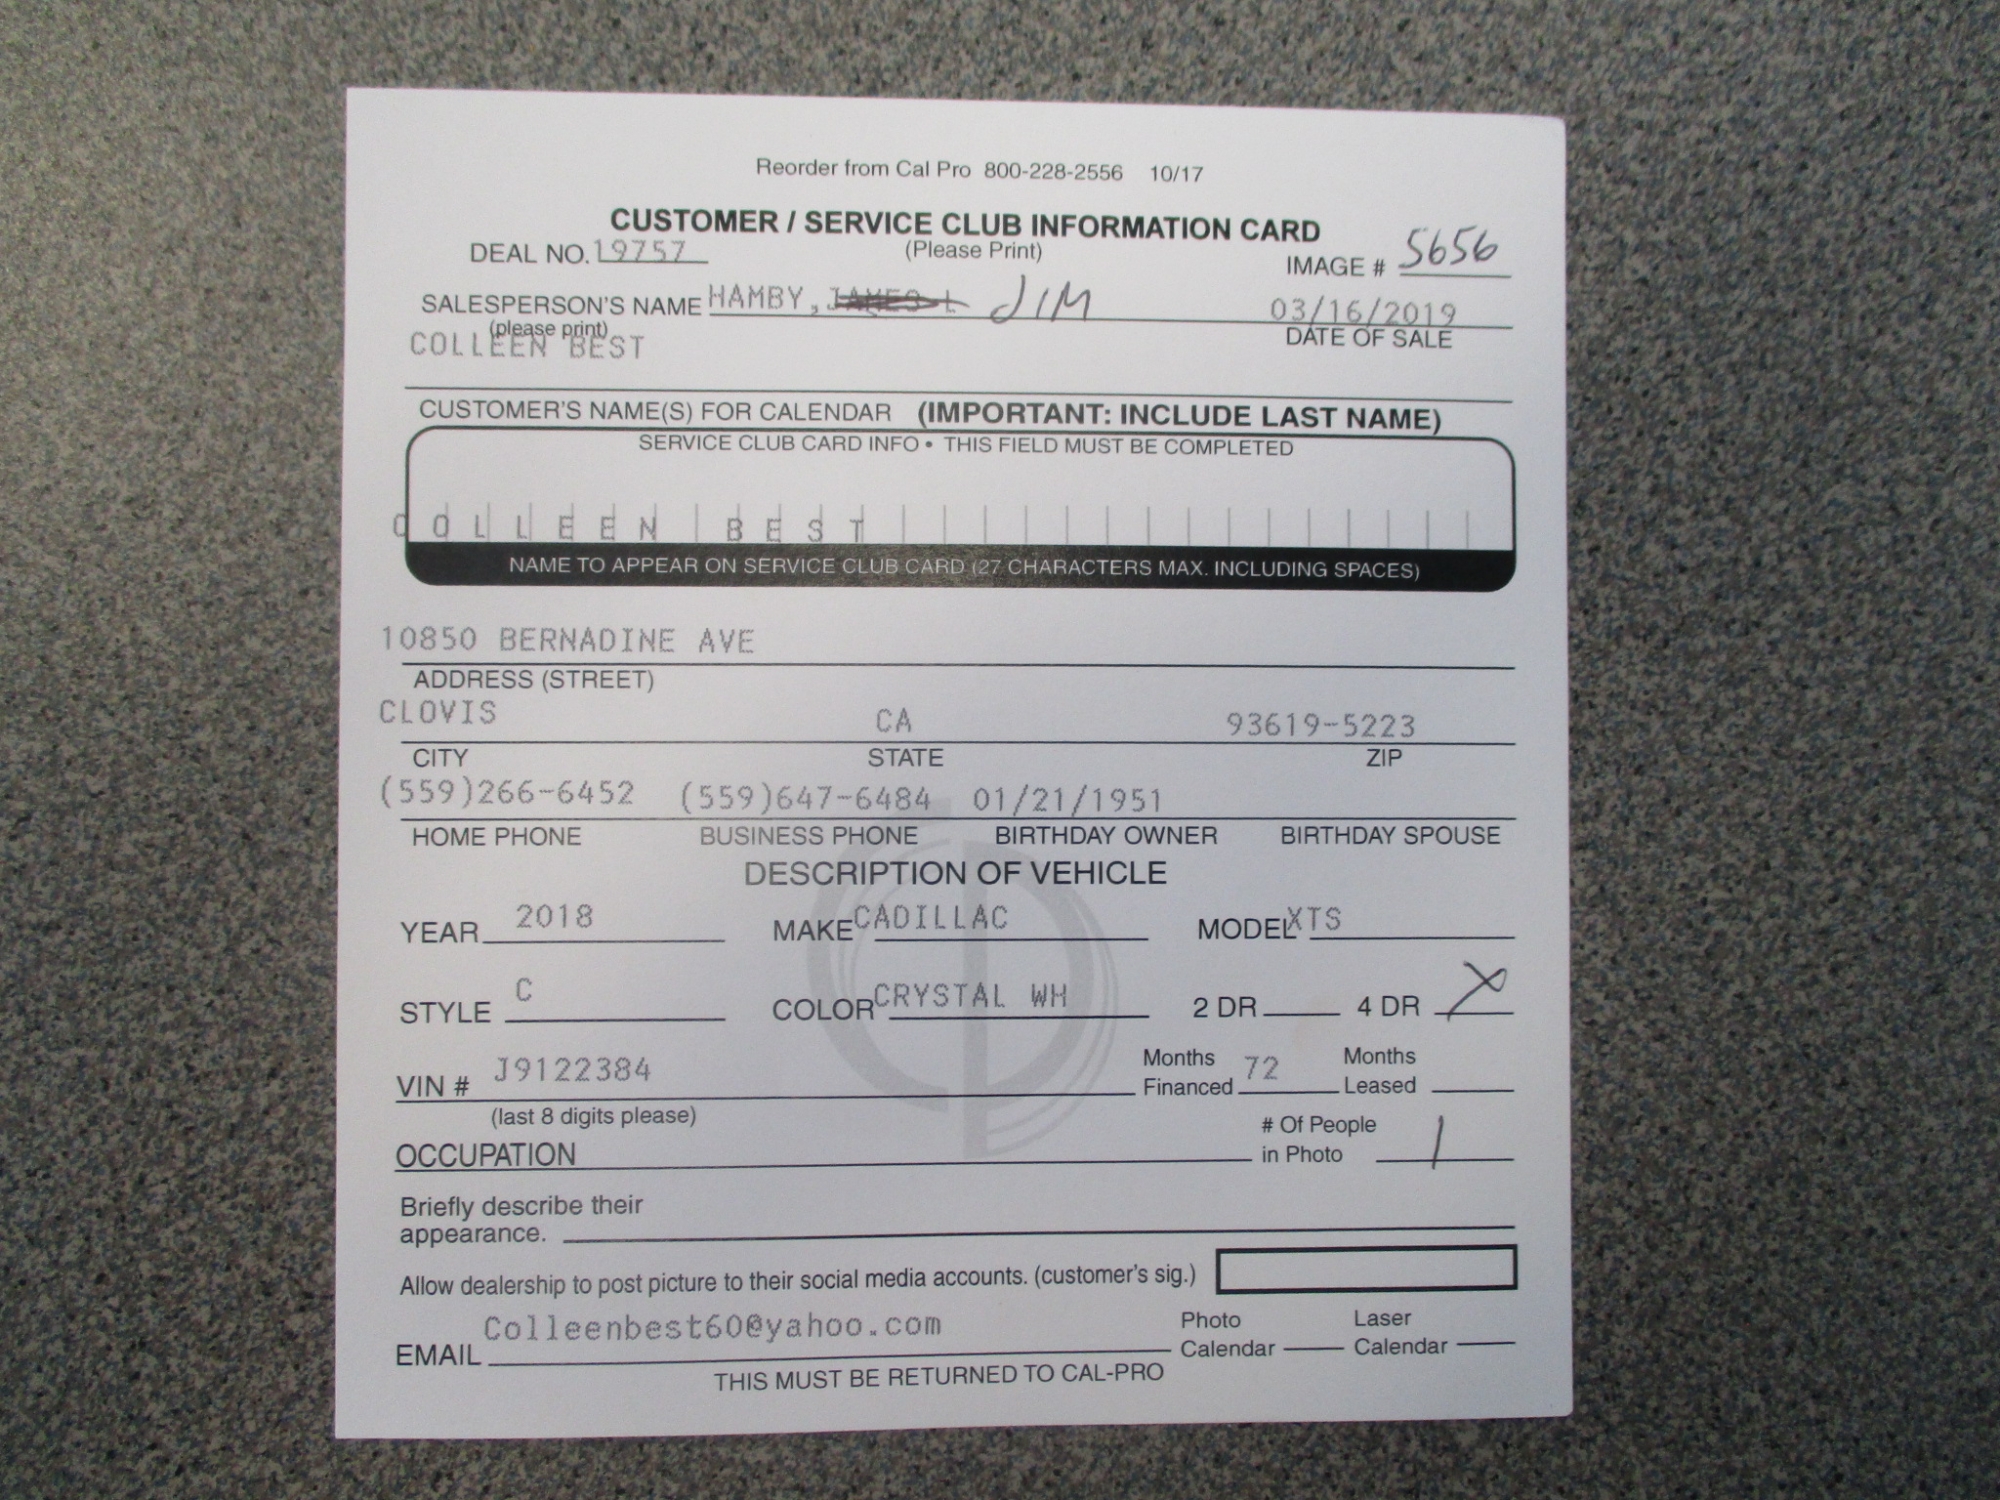 Reorder from Cal Pro 800-228-2556 10/17
CUSTOMER / SERVICE CLUB INFORMATION CARD
DEAL NO. 19757 (Please Print) IMAGE # 5656
SALESPERSON'S NAME HAMBY, JAMES L JIM 03/16/2019
(please print) DATE OF SALE
COLLEEN BEST
CUSTOMER'S NAME(S) FOR CALENDAR (IMPORTANT: INCLUDE LAST NAME)
SERVICE CLUB CARD INFO • THIS FIELD MUST BE COMPLETED
COLLEEN BEST
NAME TO APPEAR ON SERVICE CLUB CARD (27 CHARACTERS MAX. INCLUDING SPACES)
10850 BERNADINE AVE
ADDRESS (STREET)
CLOVIS CA 93619-5223
CITY STATE ZIP
(559)266-6452 (559)647-6484 01/21/1951
HOME PHONE BUSINESS PHONE BIRTHDAY OWNER BIRTHDAY SPOUSE
DESCRIPTION OF VEHICLE
YEAR 2018 MAKE CADILLAC MODEL XTS
STYLE C COLOR CRYSTAL WH 2 DR 4 DR X
VIN # J9122384 Months Financed 72 Months Leased
(last 8 digits please)
OCCUPATION # Of People in Photo 1
Briefly describe their
appearance.
Allow dealership to post picture to their social media accounts. (customer's sig.)
EMAIL Colleenbest60@yahoo.com Photo Calendar Laser Calendar
THIS MUST BE RETURNED TO CAL-PRO